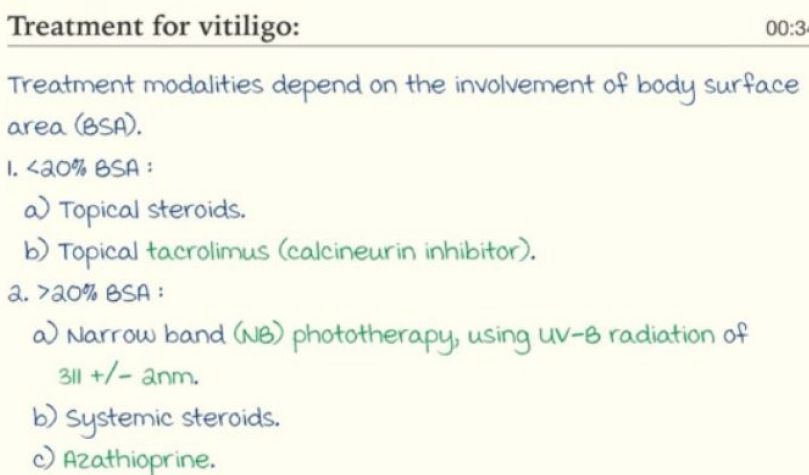 Treatment for vitiligo:
00:3
Treatment modalities depend on the involvement of body surface
area (BSA).
1. <20% BSA :
a) Topical steroids.
b) Topical tacrolimus (calcineurin inhibitor).
2. >20% BSA :
a) Narrow band (NB) phototherapy, using UV-B radiation of
311 +/- 2nm.
b) Systemic steroids.
c) Azathioprine.